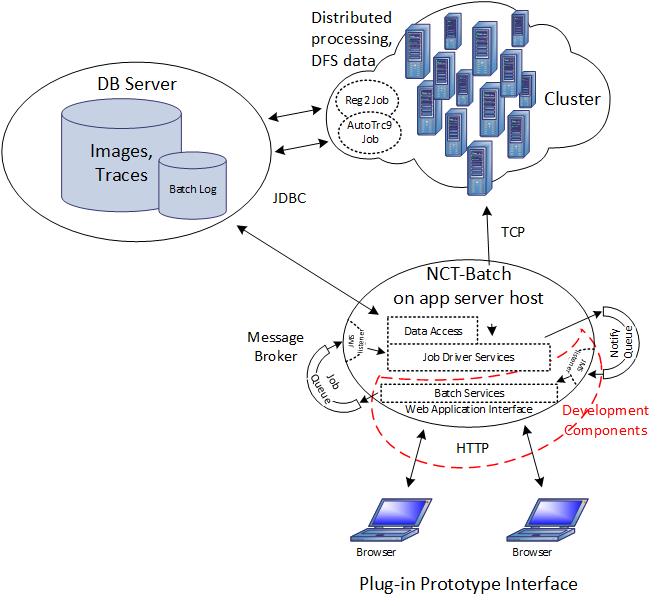 Distributed
processing,
DFS data
DB Server
Reg2 Job
AutoTrc9
Job
Cluster
Images,
Traces
Batch Log
JDBC
TCP
NCT-Batch
on app server host
Message
Broker
Data Access
JMS
listener
Job Driver Services
Notify
Queue
JMS
listener
Job
Queue
Batch Services
Web Application Interface
Development
Components
HTTP
Browser
Browser
Plug-in Prototype Interface